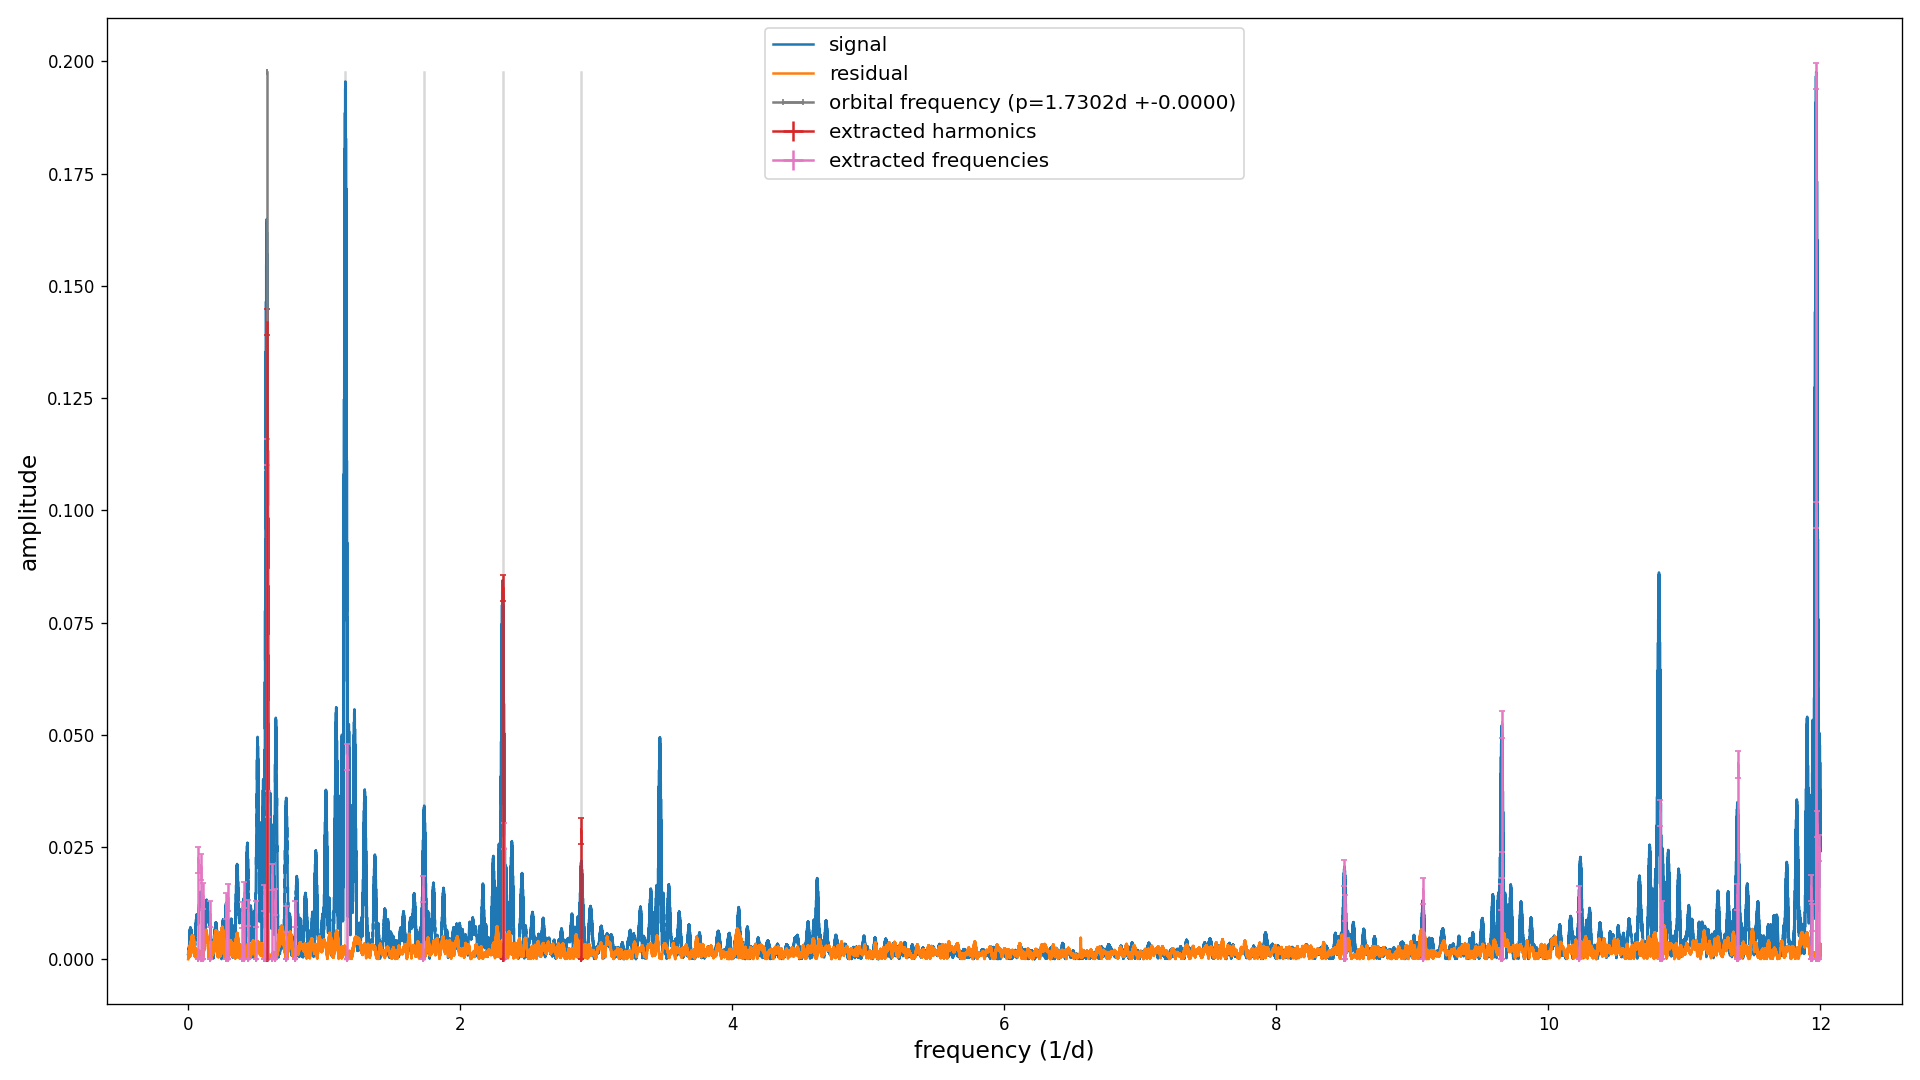 signal
residual
orbital frequency (p=1.7302d +-0.0000)
extracted harmonics
extracted frequencies
amplitude
0.200
0.175
0.150
0.125
0.100
0.075
0.050
0.025
0.000
0 2 4 6 8 10 12
frequency (1/d)